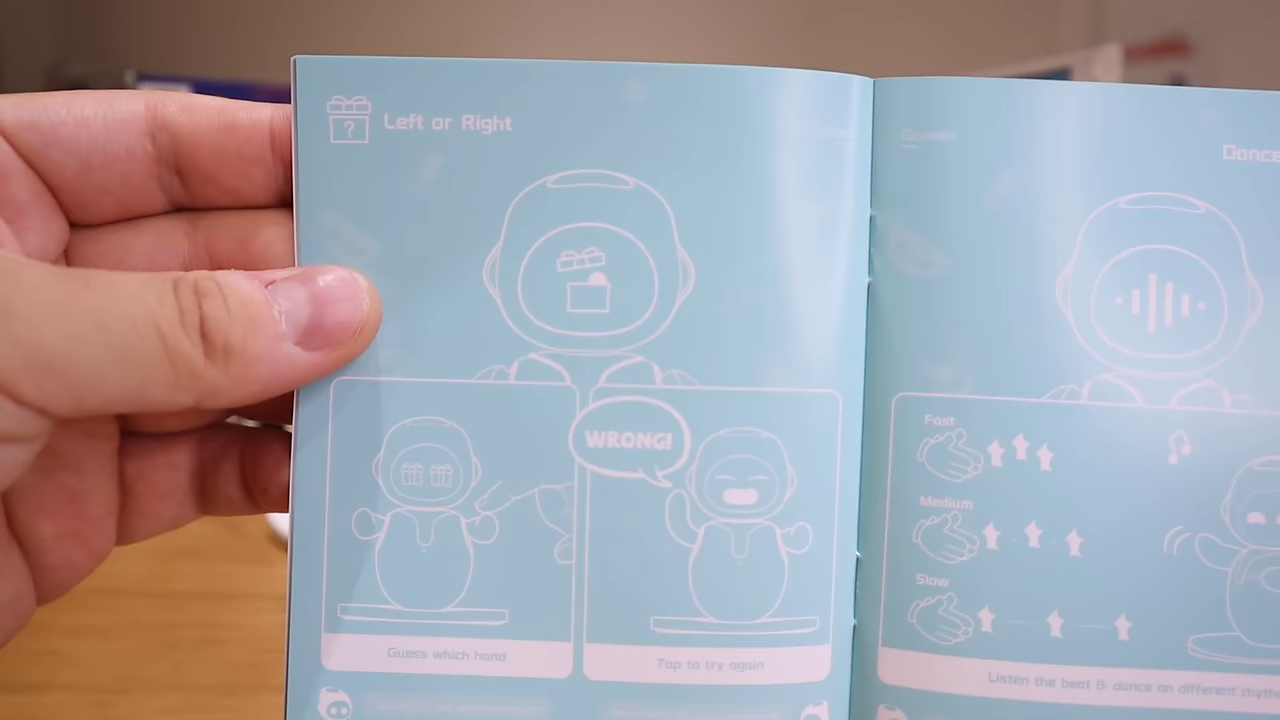 ?
Left or Right
WRONG!
Guess which hand
Tap to try again
Games
Dance
Fast
Medium
Slow
Listen the beat & dance on different